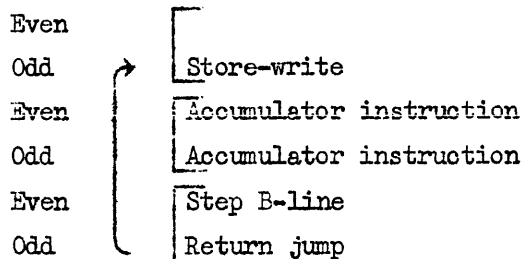 Even
Odd Store-write
Even Accumulator instruction
Odd Accumulator instruction
Even Step B-line
Odd Return jump